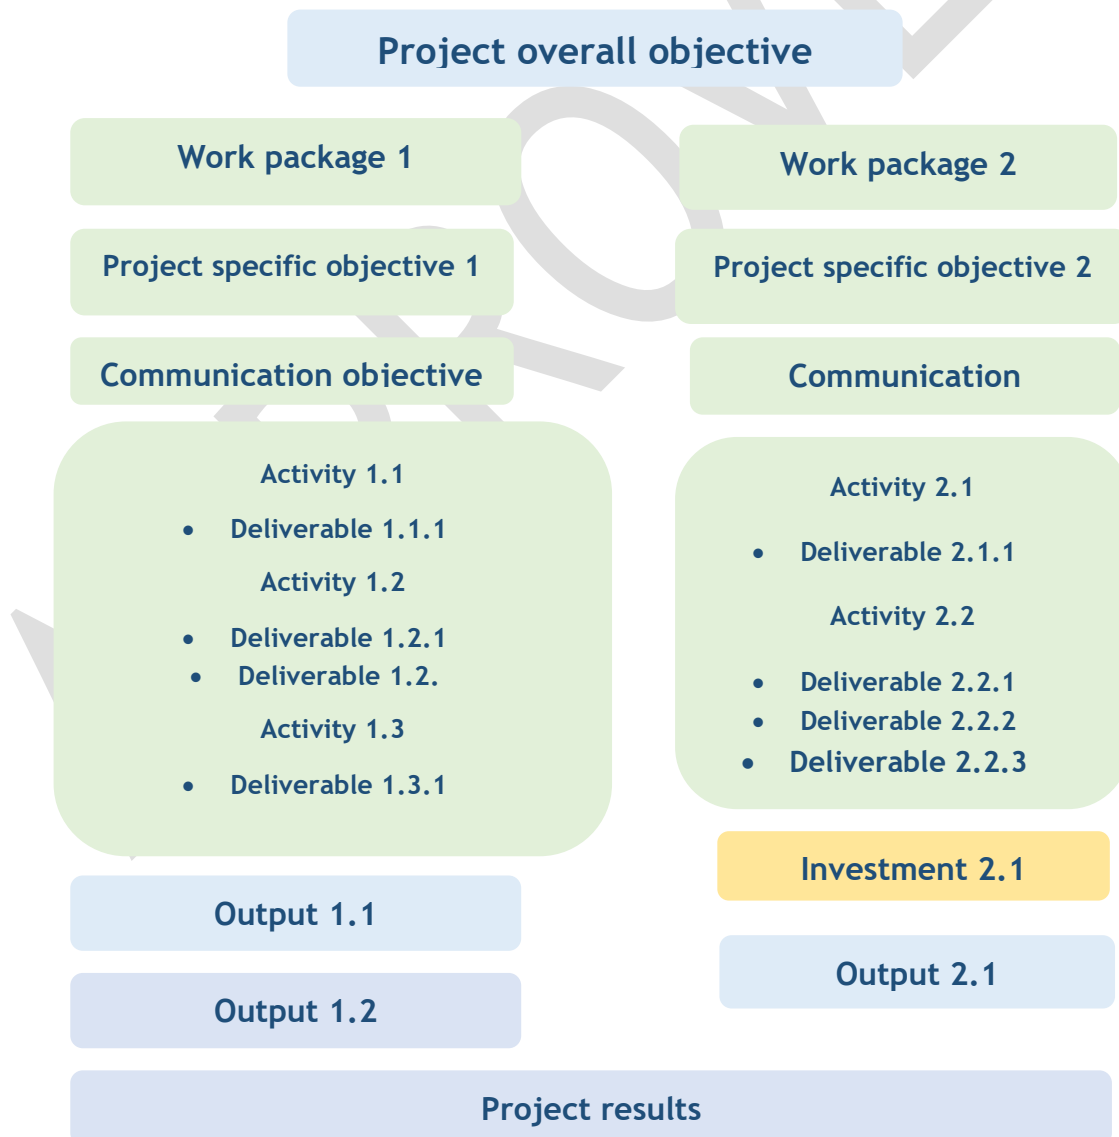 Project overall objective
Work package 1
Project specific objective 1
Communication objective
Activity 1.1
• Deliverable 1.1.1
Activity 1.2
• Deliverable 1.2.1
• Deliverable 1.2.
Activity 1.3
• Deliverable 1.3.1
Output 1.1
Output 1.2
Work package 2
Project specific objective 2
Communication
Activity 2.1
• Deliverable 2.1.1
Activity 2.2
• Deliverable 2.2.1
• Deliverable 2.2.2
• Deliverable 2.2.3
Investment 2.1
Output 2.1
Project results